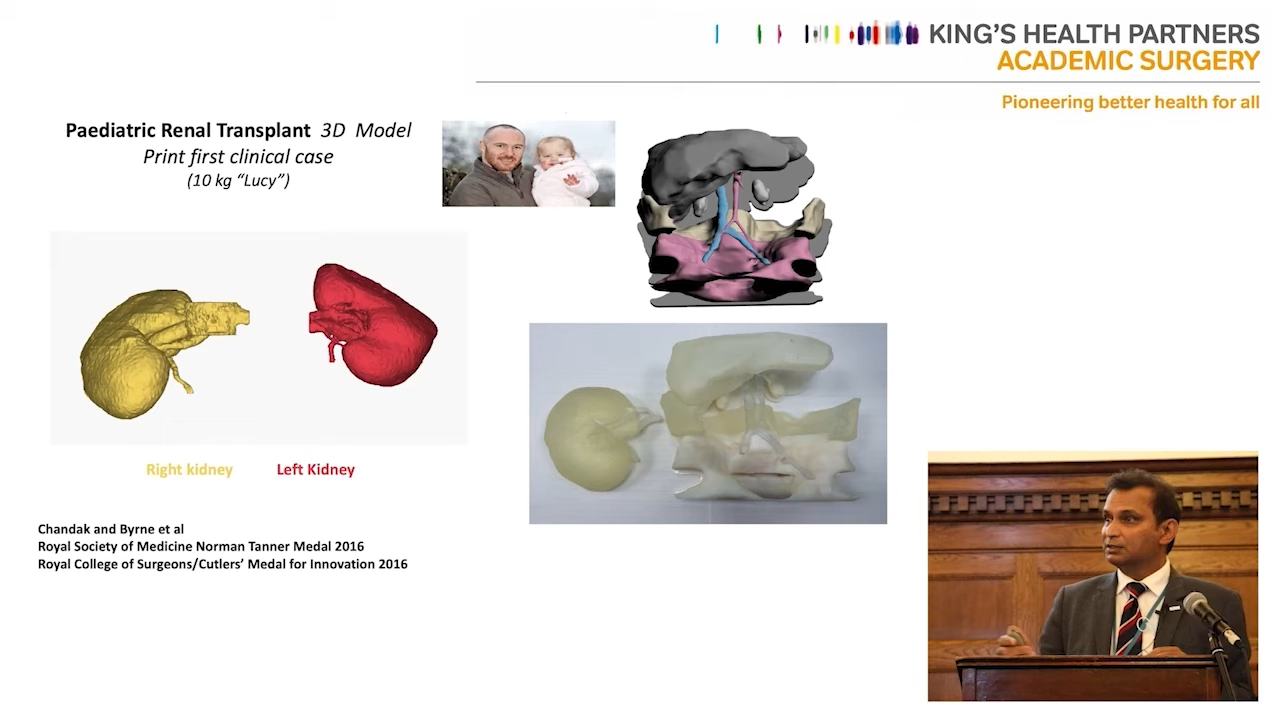 KING'S HEALTH PARTNERS
ACADEMIC SURGERY
Pioneering better health for all
Paediatric Renal Transplant 3D Model
Print first clinical case
(10 kg “Lucy”)
Right kidney
Left Kidney
Chandak and Byrne et al
Royal Society of Medicine Norman Tanner Medal 2016
Royal College of Surgeons/Cutlers’ Medal for Innovation 2016